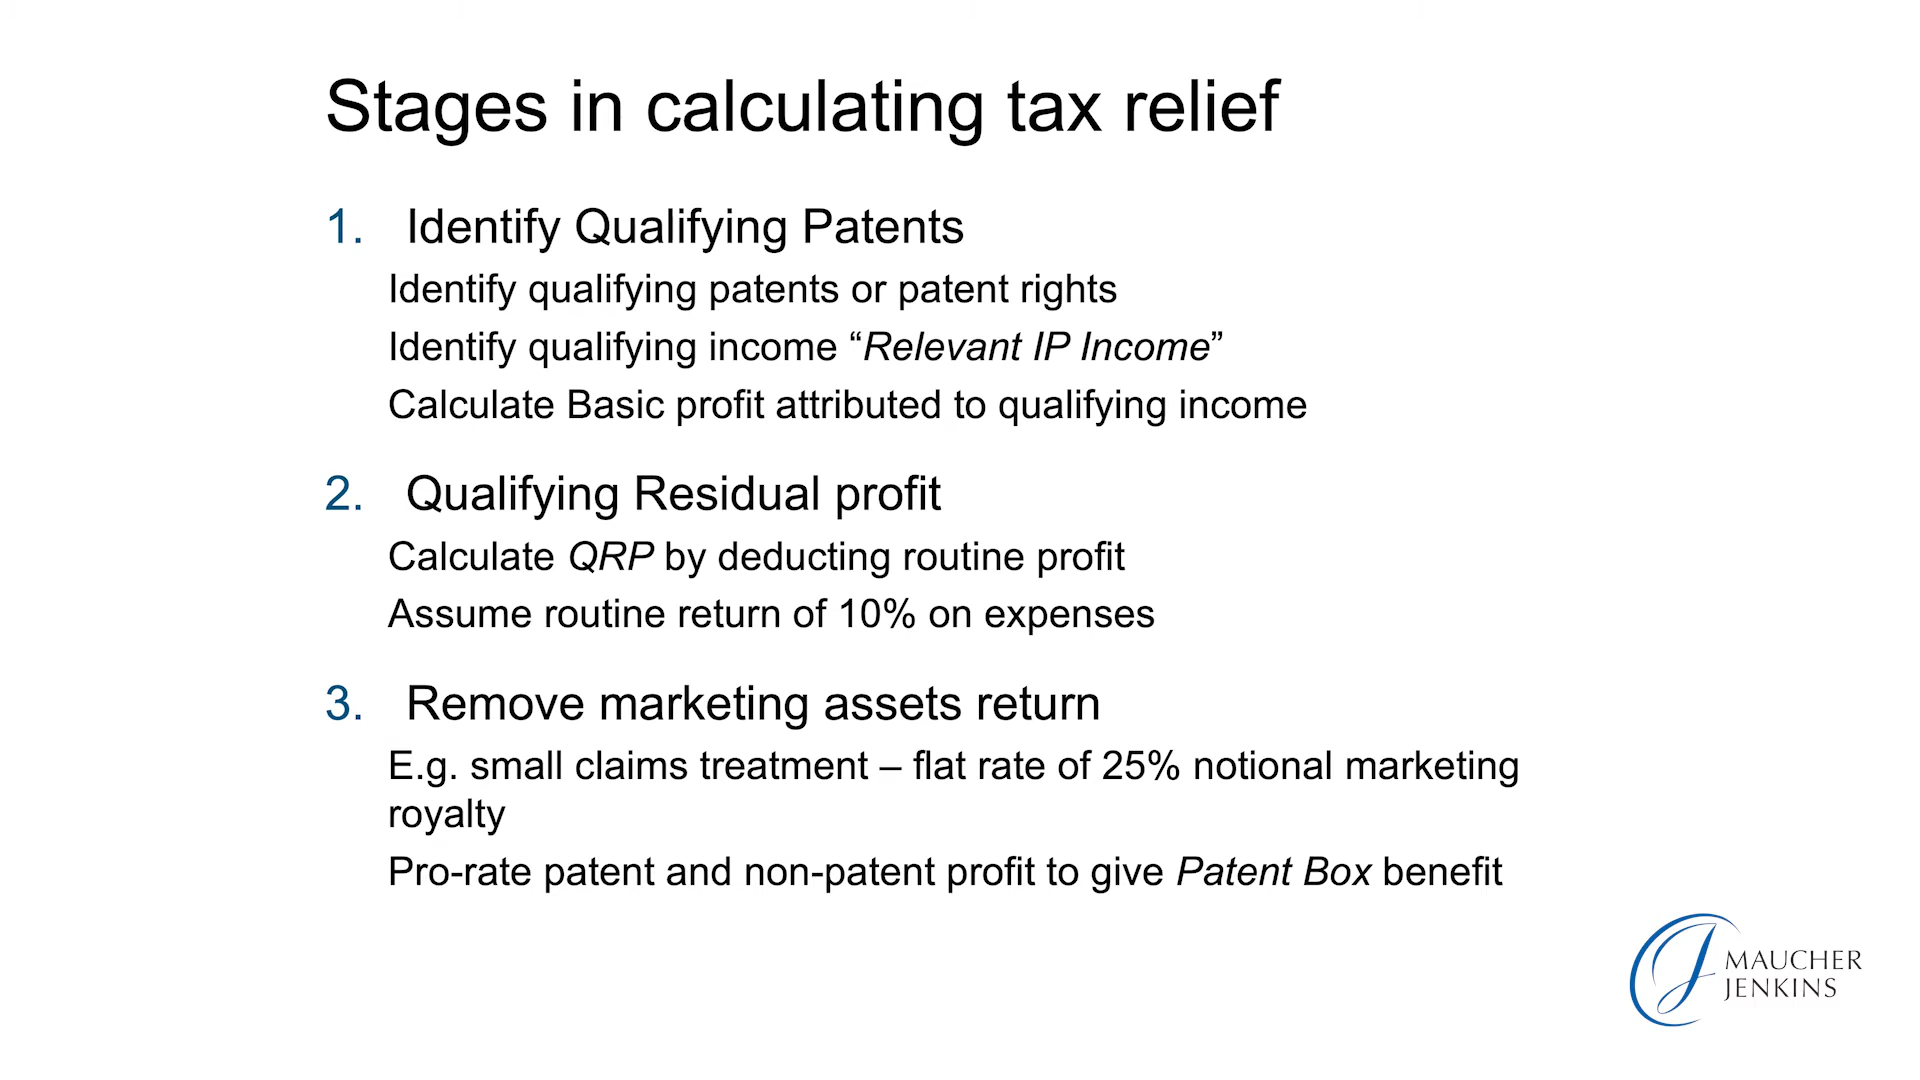 Stages in calculating tax relief
1. Identify Qualifying Patents
Identify qualifying patents or patent rights
Identify qualifying income “Relevant IP Income”
Calculate Basic profit attributed to qualifying income
2. Qualifying Residual profit
Calculate QRP by deducting routine profit
Assume routine return of 10% on expenses
3. Remove marketing assets return
E.g. small claims treatment – flat rate of 25% notional marketing
royalty
Pro-rate patent and non-patent profit to give Patent Box benefit
MAUCHER
JENKINS